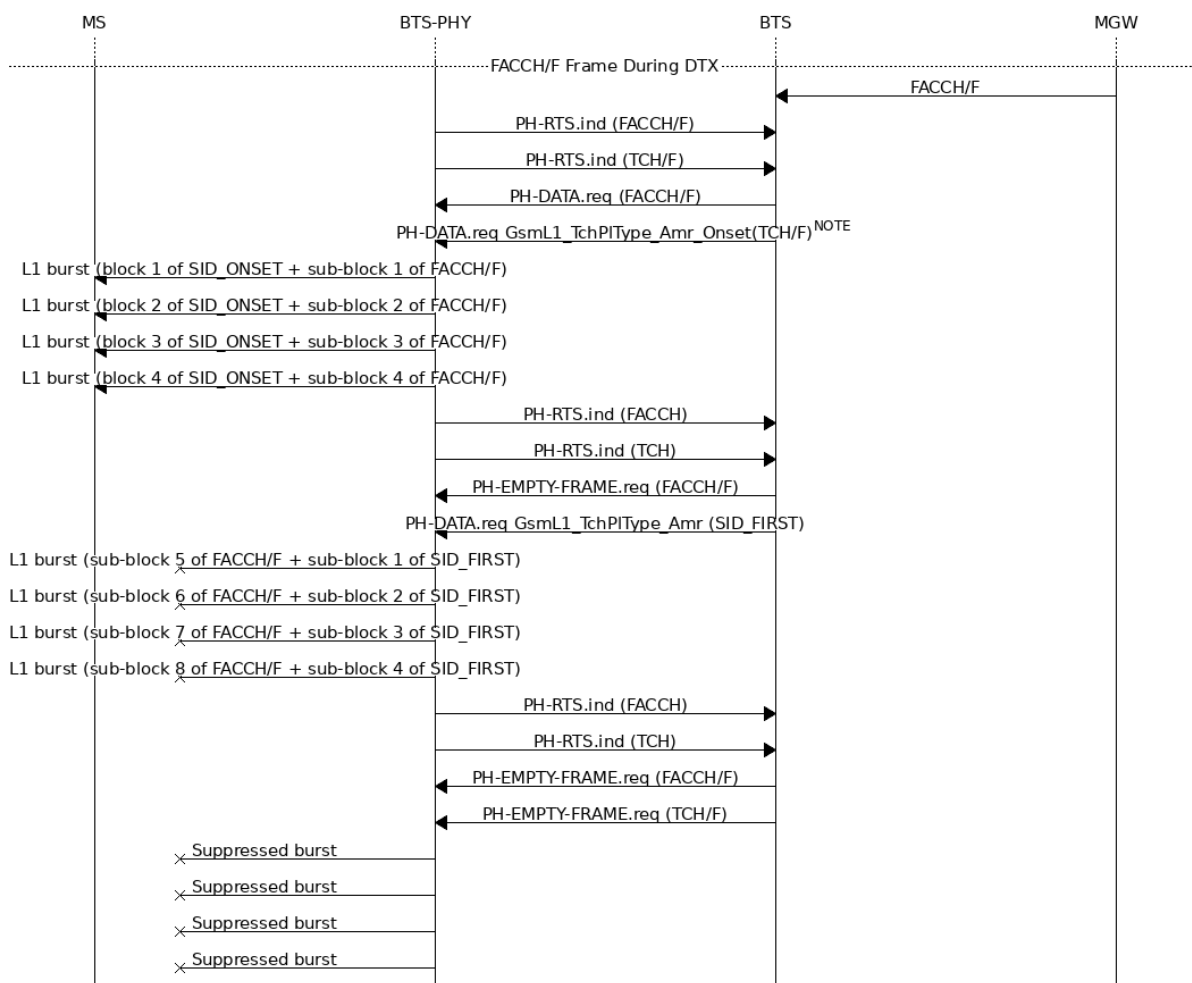 MS BTS-PHY BTS MGW
FACCH/F Frame During DTX
FACCH/F
PH-RTS.ind (FACCH/F)
PH-RTS.ind (TCH/F)
PH-DATA.req (FACCH/F)
PH-DATA.req GsmL1_TchPlType_Amr_Onset(TCH/F)NOTE
L1 burst (block 1 of SID_ONSET + sub-block 1 of FACCH/F)
L1 burst (block 2 of SID_ONSET + sub-block 2 of FACCH/F)
L1 burst (block 3 of SID_ONSET + sub-block 3 of FACCH/F)
L1 burst (block 4 of SID_ONSET + sub-block 4 of FACCH/F)
PH-RTS.ind (FACCH)
PH-RTS.ind (TCH)
PH-EMPTY-FRAME.req (FACCH/F)
PH-DATA.req GsmL1_TchPlType_Amr (SID_FIRST)
L1 burst (sub-block 5 of FACCH/F + sub-block 1 of SID_FIRST)
L1 burst (sub-block 6 of FACCH/F + sub-block 2 of SID_FIRST)
L1 burst (sub-block 7 of FACCH/F + sub-block 3 of SID_FIRST)
L1 burst (sub-block 8 of FACCH/F + sub-block 4 of SID_FIRST)
PH-RTS.ind (FACCH)
PH-RTS.ind (TCH)
PH-EMPTY-FRAME.req (FACCH/F)
PH-EMPTY-FRAME.req (TCH/F)
Suppressed burst
Suppressed burst
Suppressed burst
Suppressed burst